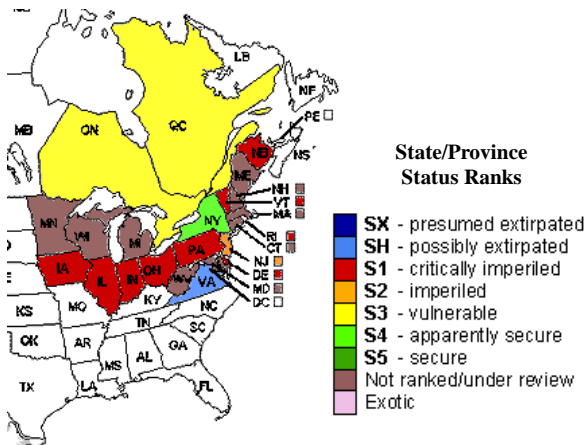 LB
NF
QC
PE
MB
ON
NB
NS
ME
NH
VT
MA
MN
WI
MI
NY
RI
CT
NJ
DE
MD
DC
IA
IL
IN
OH
PA
WV
VA
KY
MO
KS
NC
TN
OK
AR
SC
MS
AL
GA
TX
LA
FL
State/Province
Status Ranks
SX - presumed extirpated
SH - possibly extirpated
S1 - critically imperiled
S2 - imperiled
S3 - vulnerable
S4 - apparently secure
S5 - secure
Not ranked/under review
Exotic